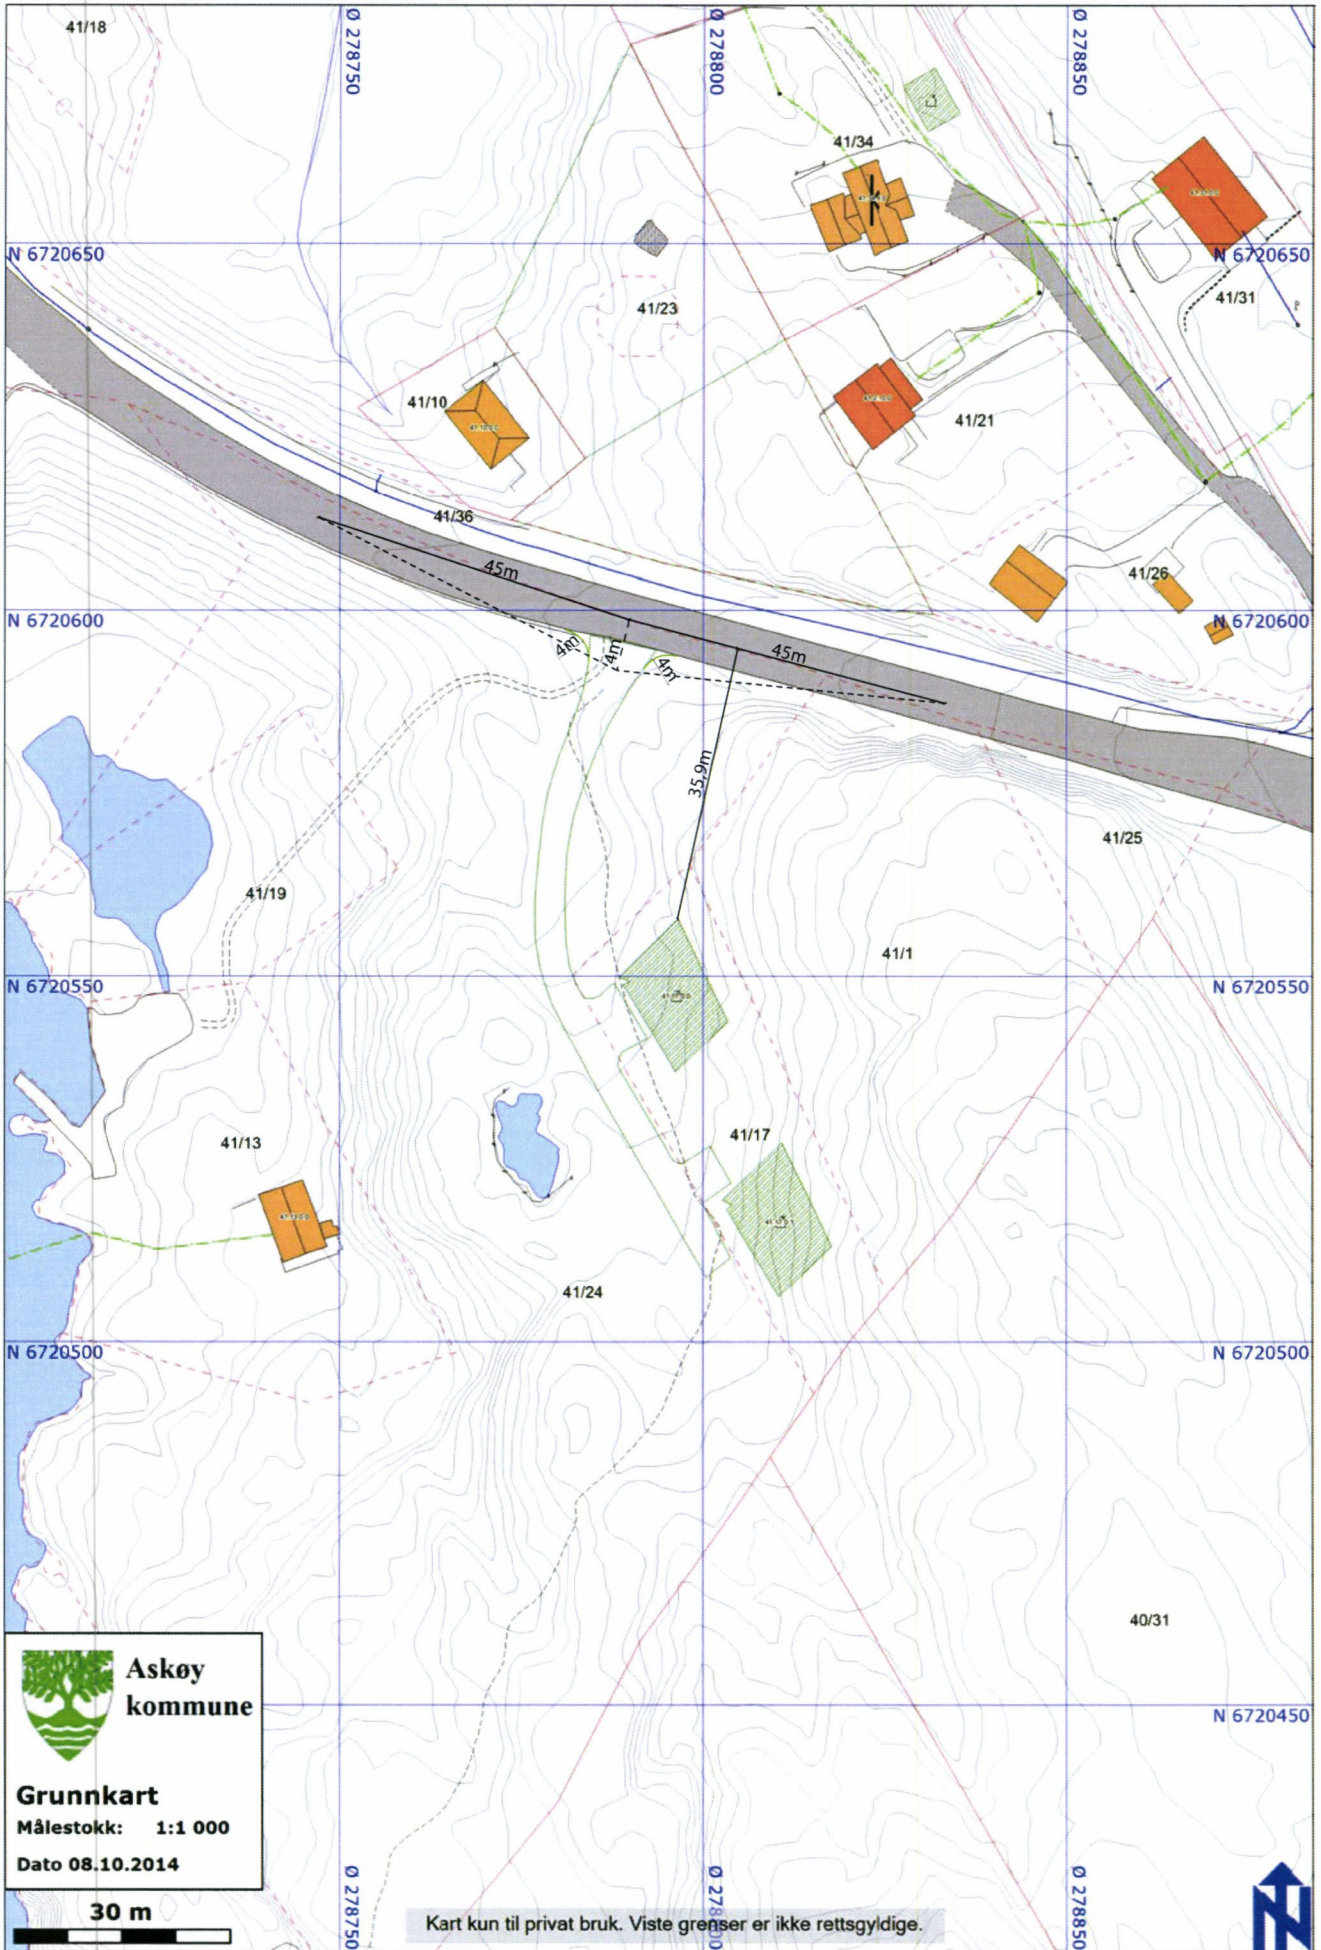 41/18
Ø 278750
Ø 278800
Ø 278850
41/34
N 6720650
N 6720650
41/23
41/31
41/10
41/21
41/36
45m
41/26
N 6720600
N 6720600
4m
4m
4m
45m
35,9m
41/25
41/19
41/1
N 6720550
N 6720550
41/13
41/17
41/24
N 6720500
N 6720500
40/31
Askøy
kommune
N 6720450
Grunnkart
Målestokk: 1:1 000
Dato 08.10.2014
30 m
Ø 278750
Ø 278800
Ø 278850
Kart kun til privat bruk. Viste grenser er ikke rettsgyldige.
N